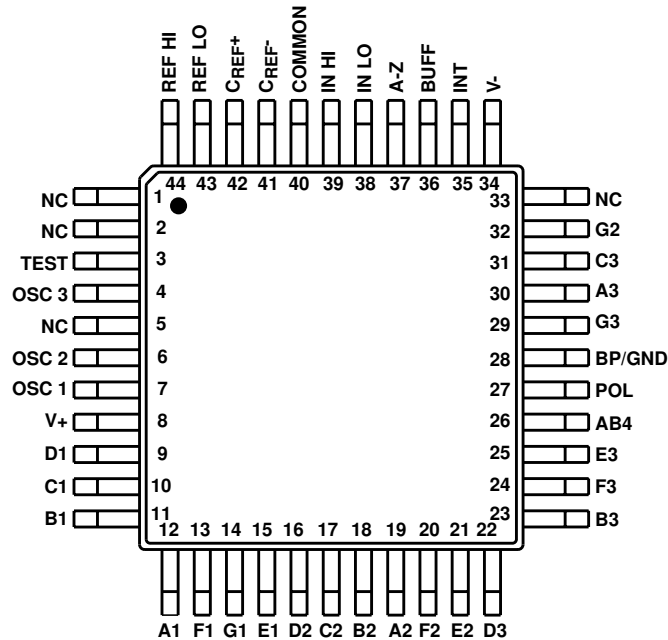 REF HI
REF LO
CREF+
CREF-
COMMON
IN HI
IN LO
A-Z
BUFF
INT
V-
44 43 42 41 40 39 38 37 36 35 34
NC 1 33 NC
NC 2 32 G2
TEST 3 31 C3
OSC 3 4 30 A3
NC 5 29 G3
OSC 2 6 28 BP/GND
OSC 1 7 27 POL
V+ 8 26 AB4
D1 9 25 E3
C1 10 24 F3
B1 11 23 B3
12 13 14 15 16 17 18 19 20 21 22
A1 F1 G1 E1 D2 C2 B2 A2 F2 E2 D3